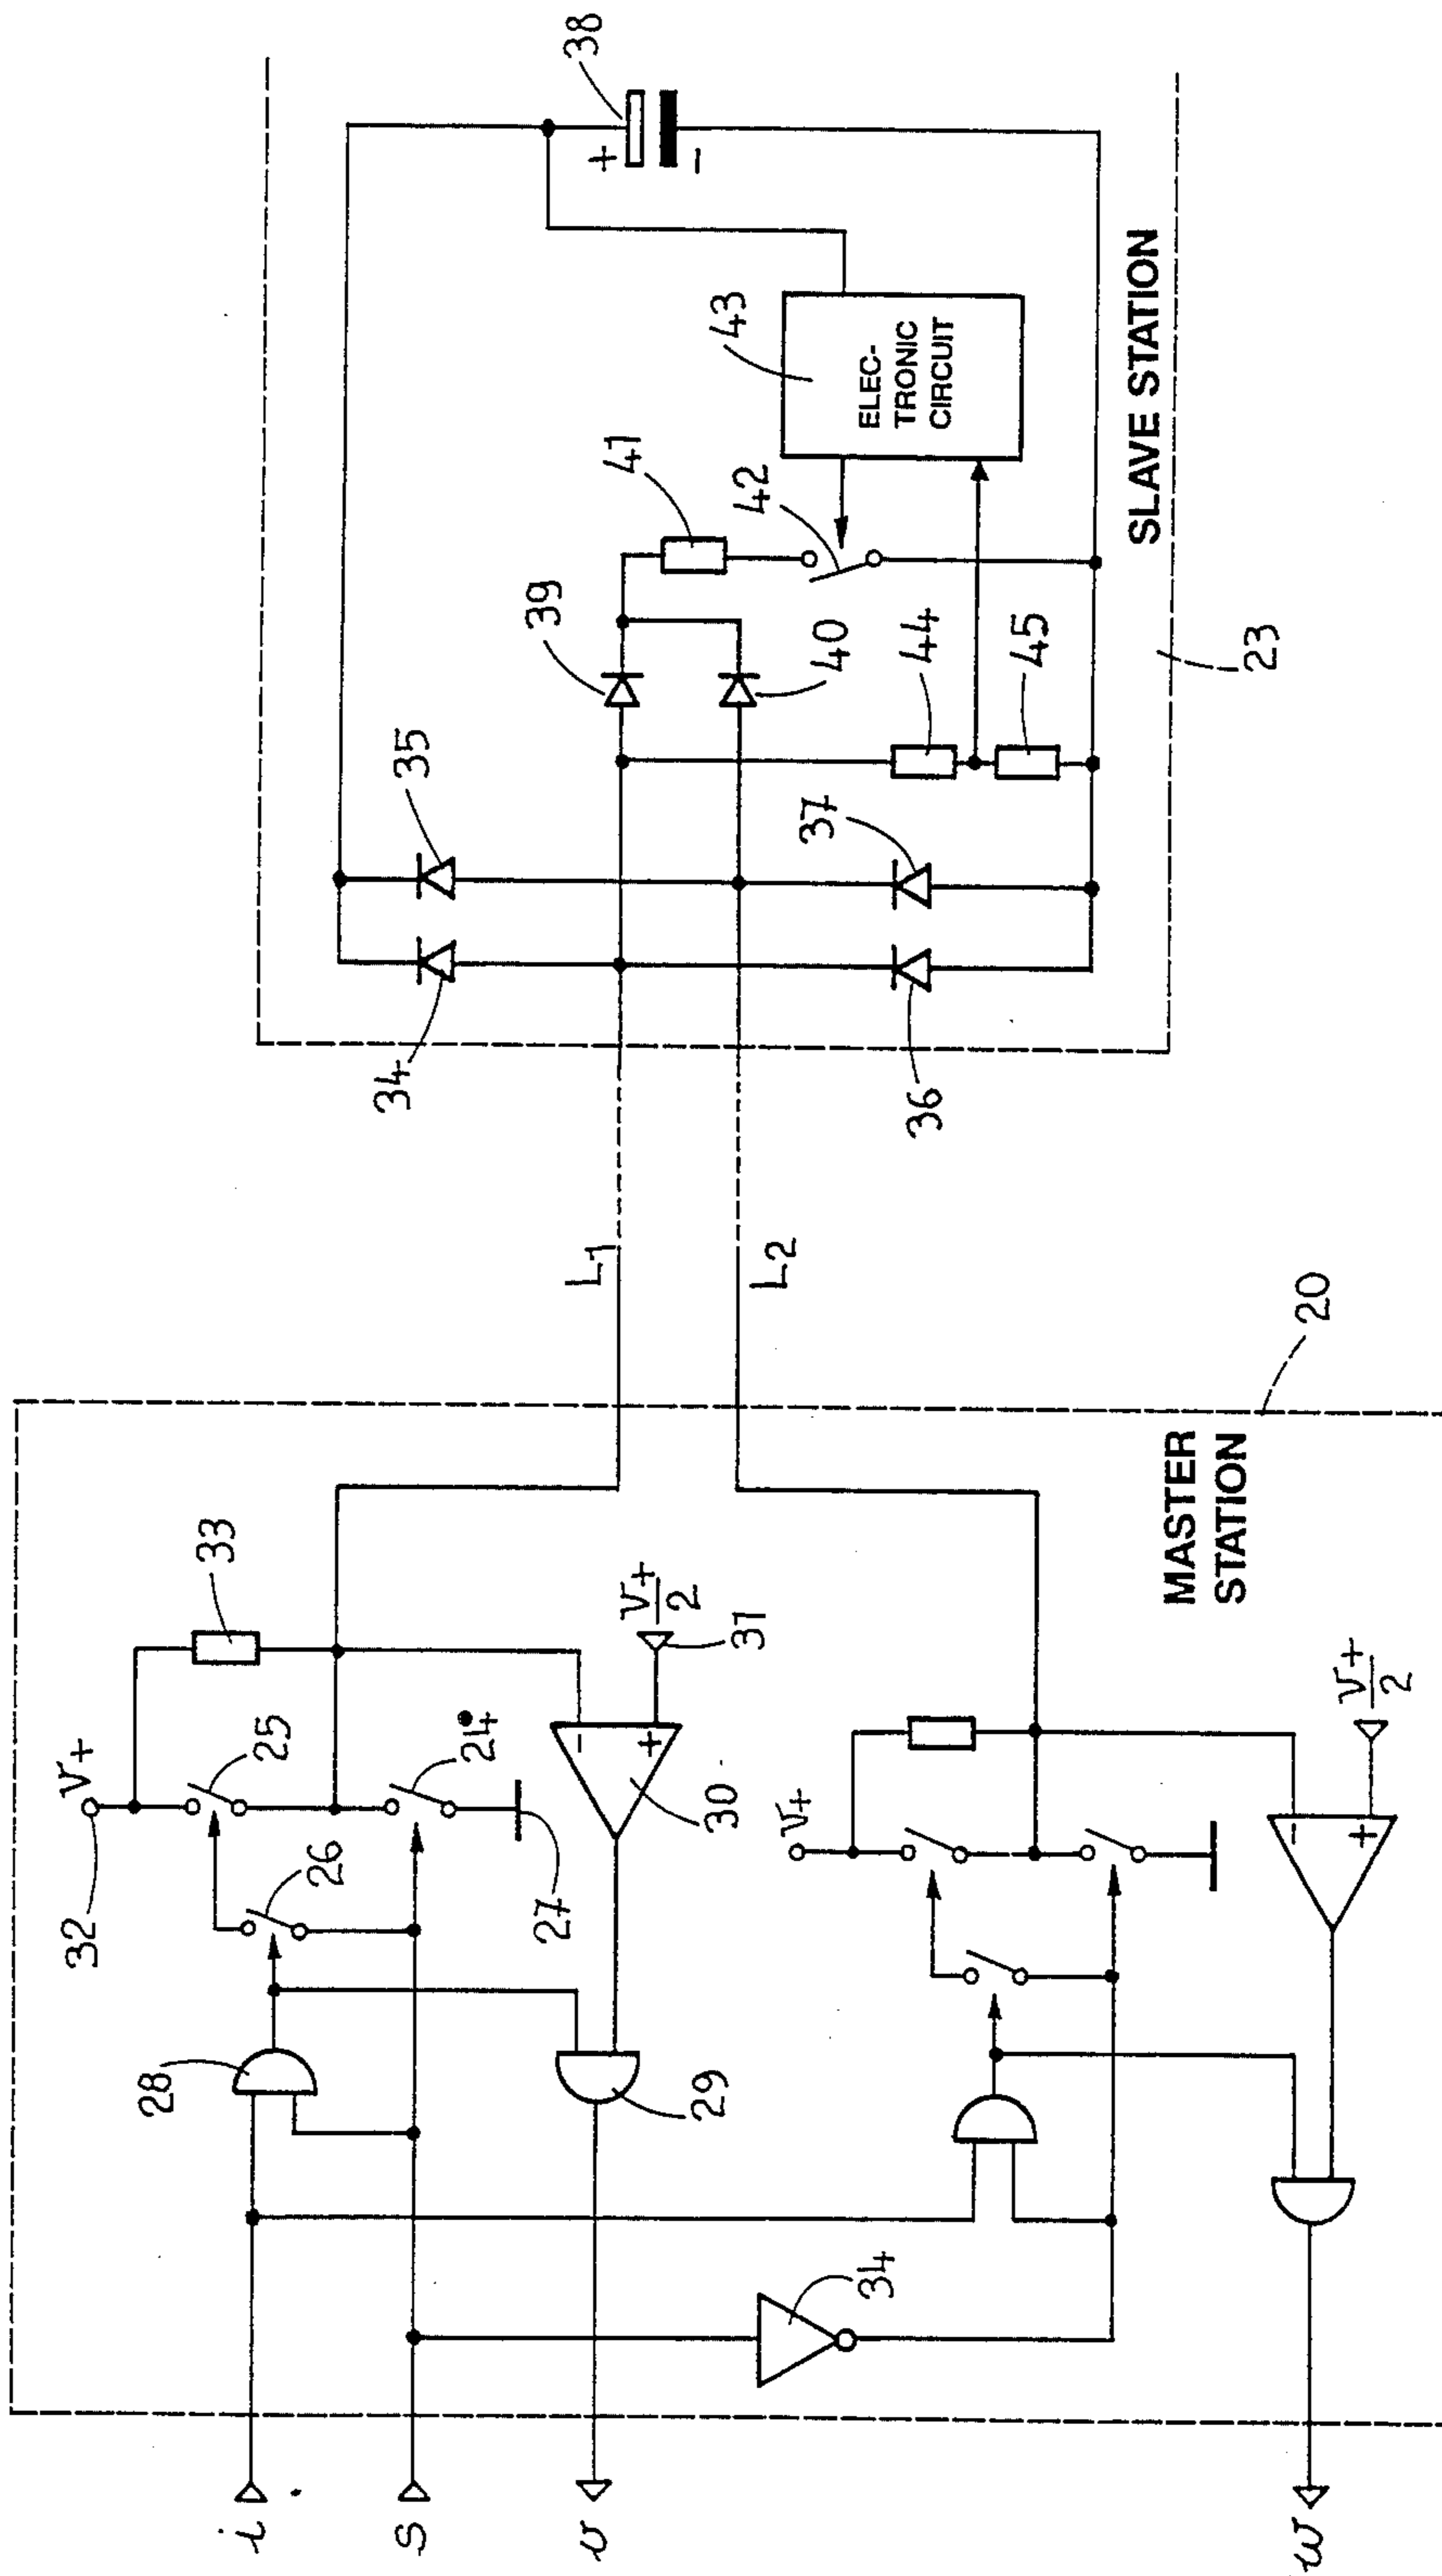 i
s
v
w
28
29
34
32
V+
26
25
24
27
33
30
V+
2
31
V+
V+
2
MASTER
STATION
20
L1
L2
34
35
36
37
39
40
44
45
41
42
43
ELEC-
TRONIC
CIRCUIT
38
SLAVE STATION
23